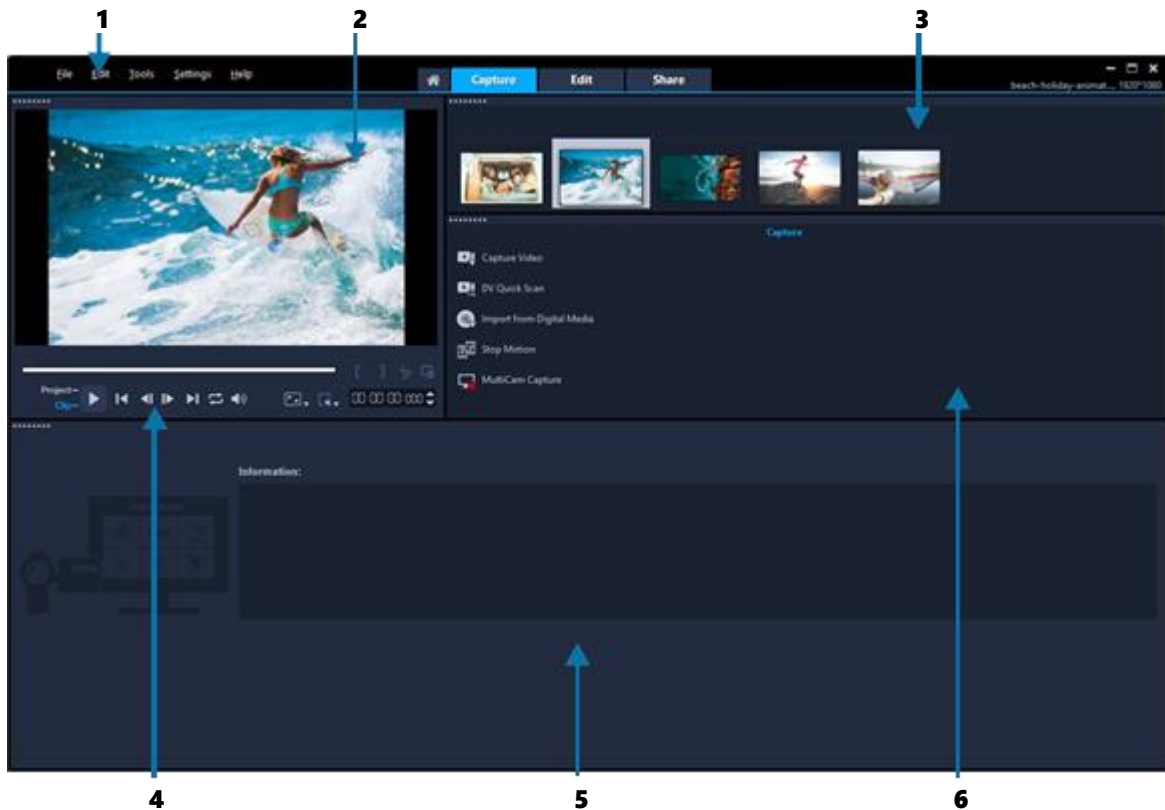 1 2 3
File Edit Tools Settings Help
Capture Edit Share
beach-holiday-animat... 1920*1080
Capture
Capture Video
DV Quick Scan
Import from Digital Media
Stop Motion
MultiCam Capture
Project
Clip
00:00:00:000
Information:
4 5 6